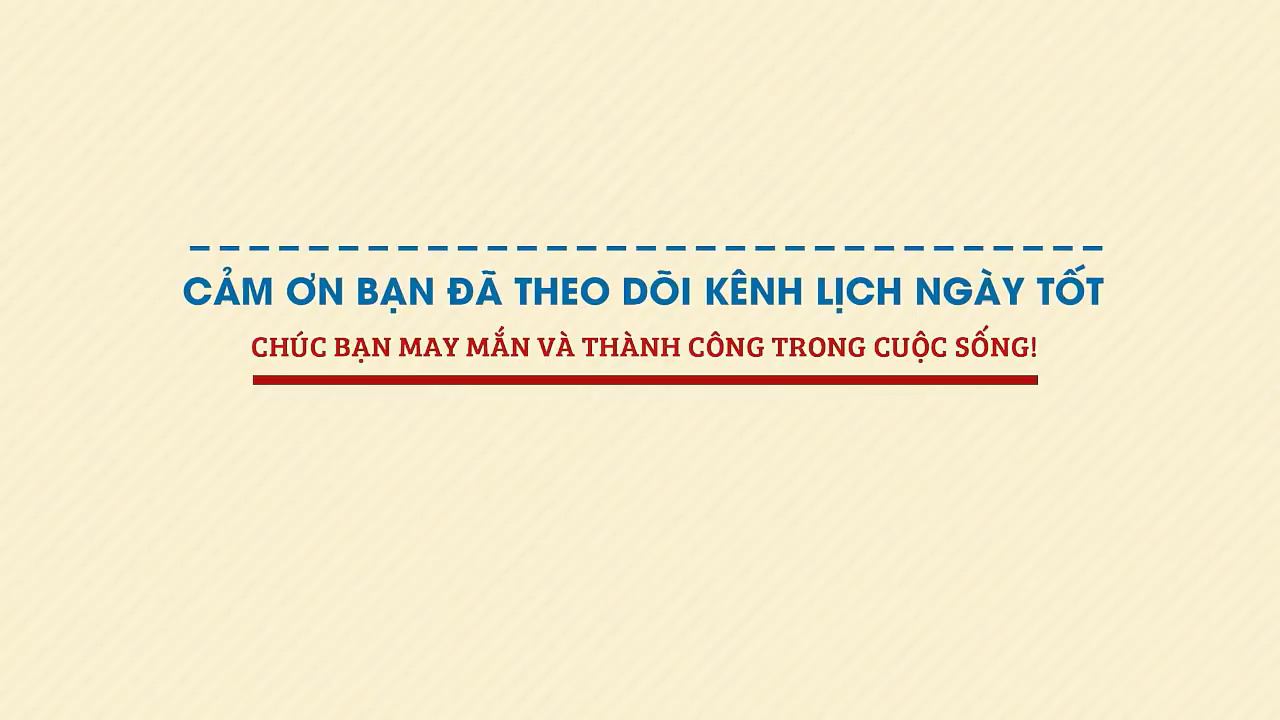 CẢM ƠN BẠN ĐÃ THEO DÕI KÊNH LỊCH NGÀY TỐT
CHÚC BẠN MAY MẮN VÀ THÀNH CÔNG TRONG CUỘC SỐNG!